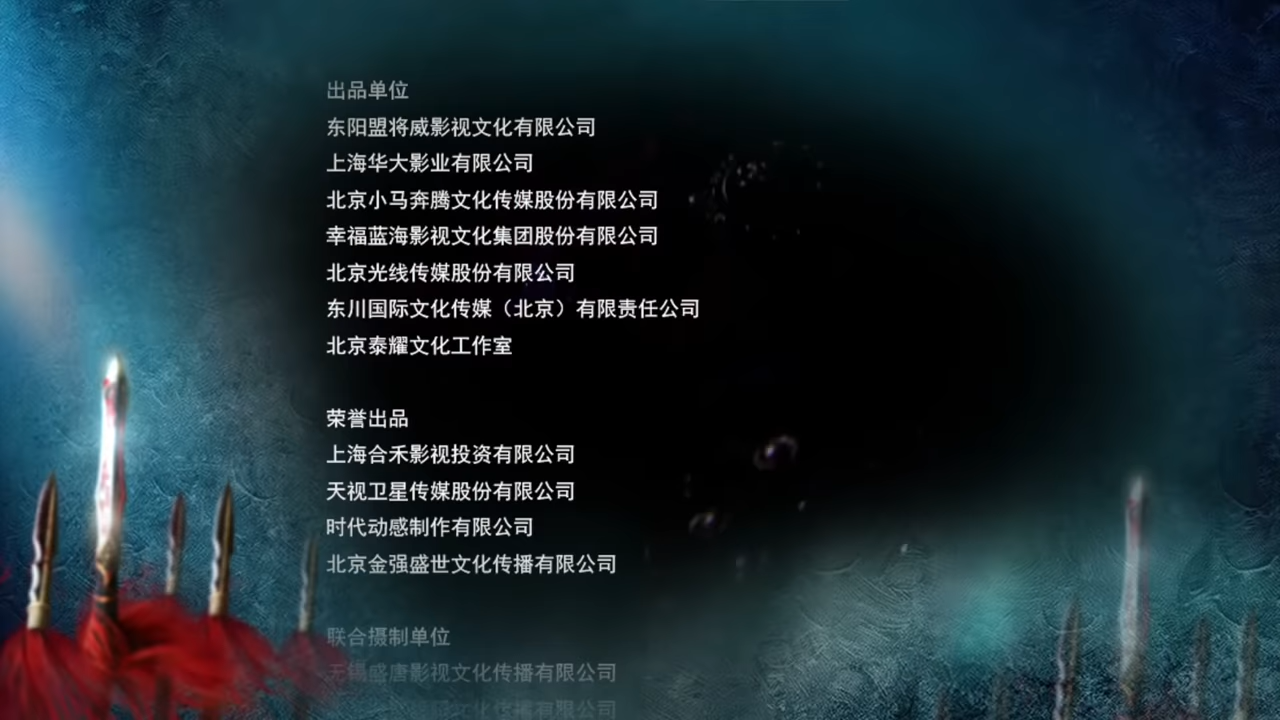 出品单位
东阳盟将威影视文化有限公司
上海华大影业有限公司
北京小马奔腾文化传媒股份有限公司
幸福蓝海影视文化集团股份有限公司
北京光线传媒股份有限公司
东川国际文化传媒（北京）有限责任公司
北京泰耀文化工作室
荣誉出品
上海合禾影视投资有限公司
天视卫星传媒股份有限公司
时代动感制作有限公司
北京金强盛世文化传播有限公司
联合摄制单位
无锡盛唐影视文化传播有限公司
文化传播有限公司